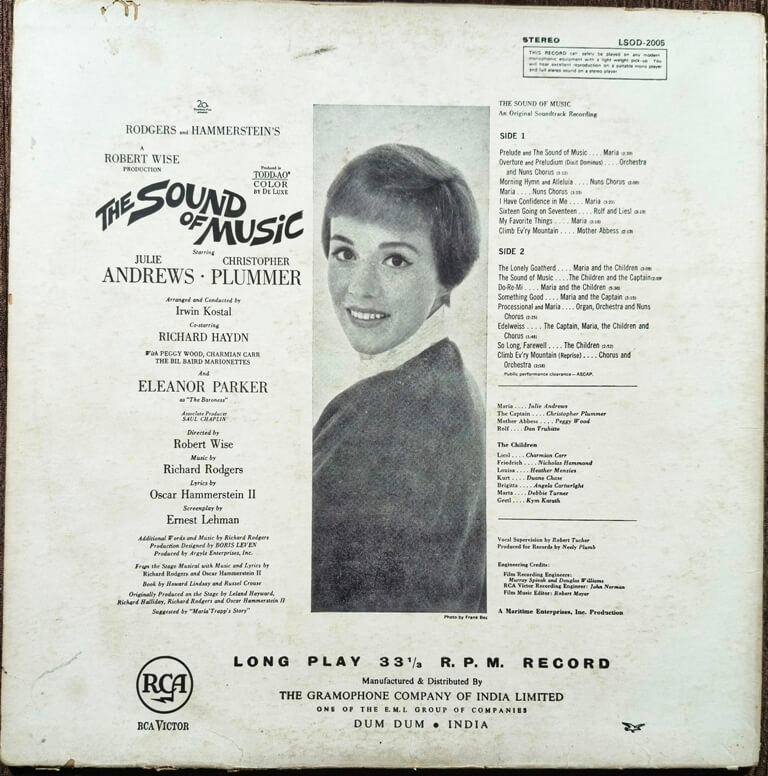 STEREO LSOD-2005
THIS RECORD can safely be played on any modern
monophonic equipment with a light weight pick-up. You
will hear excellent reproduction on a suitable mono player
and full stereo sound on a stereo player.
20th
RODGERS and HAMMERSTEIN'S
A
ROBERT WISE
PRODUCTION
Produced in
TODD-AO®
COLOR
BY DE LUXE
THE SOUND
OF MUSIC
Starring
JULIE CHRISTOPHER
ANDREWS · PLUMMER
Arranged and Conducted by
Irwin Kostal
Co-starring
RICHARD HAYDN
With PEGGY WOOD, CHARMIAN CARR
THE BIL BAIRD MARIONETTES
And
ELEANOR PARKER
as "The Baroness"
Associate Producer
SAUL CHAPLIN
Directed by
Robert Wise
Music by
Richard Rodgers
Lyrics by
Oscar Hammerstein II
Screenplay by
Ernest Lehman
Additional Words and Music by Richard Rodgers
Production Designed by BORIS LEVEN
Produced by Argyle Enterprises, Inc.
From the Stage Musical with Music and Lyrics by
Richard Rodgers and Oscar Hammerstein II
Book by Howard Lindsay and Russel Crouse
Originally Produced on the Stage by Leland Hayward,
Richard Halliday, Richard Rodgers and Oscar Hammerstein II
Suggested by "Maria Trapp's Story"
Photo by Frank Bez
THE SOUND OF MUSIC
An Original Soundtrack Recording
SIDE 1
Prelude and The Sound of Music .... Maria
Overture and Preludium (Dixit Dominus) .... Orchestra
and Nuns Chorus
Morning Hymn and Alleluia .... Nuns Chorus
Maria .... Nuns Chorus
I Have Confidence in Me .... Maria
Sixteen Going on Seventeen .... Rolf and Liesl
My Favorite Things .... Maria
Climb Ev'ry Mountain .... Mother Abbess
SIDE 2
The Lonely Goatherd .... Maria and the Children
The Sound of Music ....The Children and the Captain
Do-Re-Mi .... Maria and the Children
Something Good .... Maria and the Captain
Processional and Maria .... Organ, Orchestra and Nuns
Chorus
Edelweiss .... The Captain, Maria, the Children and
Chorus
So Long, Farewell .... The Children
Climb Ev'ry Mountain (Reprise) .... Chorus and
Orchestra
Public performance clearance—ASCAP.
Maria .... Julie Andrews
The Captain .... Christopher Plummer
Mother Abbess .... Peggy Wood
Rolf .... Dan Truhitte
The Children
Liesl .... Charmian Carr
Friedrich .... Nicholas Hammond
Louisa .... Heather Menzies
Kurt .... Duane Chase
Brigitta .... Angela Cartwright
Marta .... Debbie Turner
Gretl .... Kym Karath
Vocal Supervision by Robert Tucker
Produced for Records by Neely Plumb
Engineering Credits:
Film Recording Engineers:
Murray Spivak and Douglas Williams
RCA Victor Recording Engineer: John Norman
Film Music Editor: Robert Mayer
A Maritime Enterprises, Inc. Production
LONG PLAY 33 1/3 R. P. M. RECORD
Manufactured & Distributed By
THE GRAMOPHONE COMPANY OF INDIA LIMITED
ONE OF THE E.M.I. GROUP OF COMPANIES
DUM DUM ● INDIA
RCA
RCA VICTOR